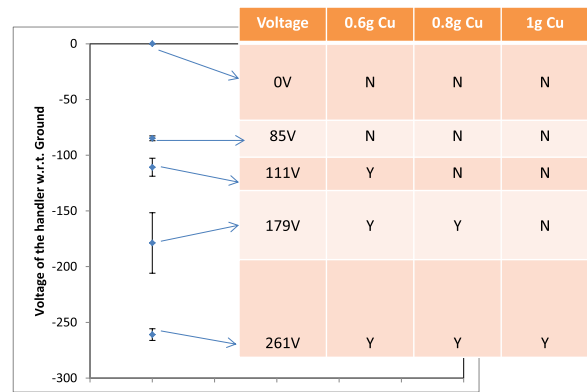 Voltage 0.6g Cu 0.8g Cu 1g Cu
0V N N N
85V N N N
111V Y N N
179V Y Y N
261V Y Y Y
Voltage of the handler w.r.t. Ground
0
-50
-100
-150
-200
-250
-300